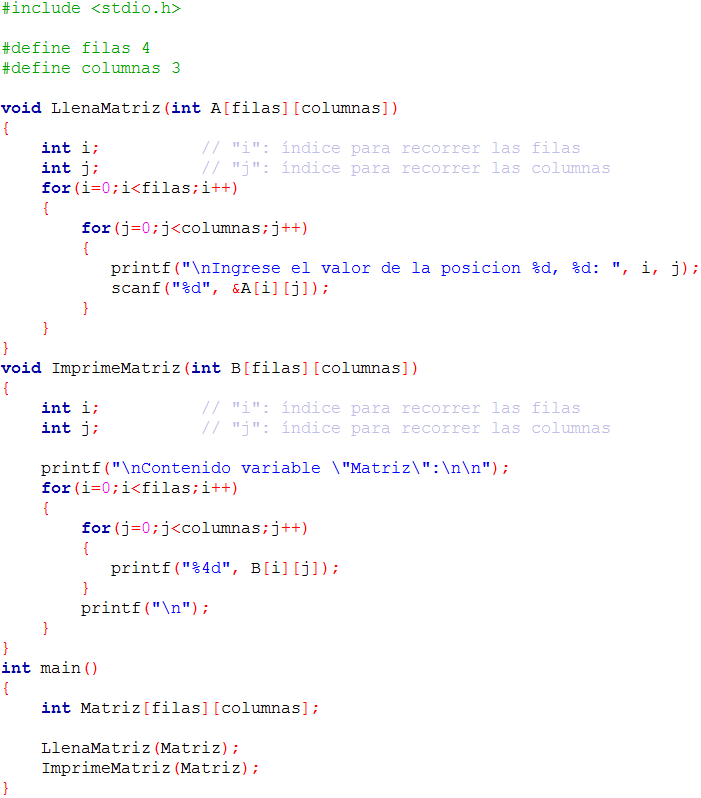 #include <stdio.h>
#define filas 4
#define columnas 3
void LlenaMatriz(int A[filas][columnas])
{
    int i;          // "i": índice para recorrer las filas
    int j;          // "j": índice para recorrer las columnas
    for(i=0;i<filas;i++)
    {
        for(j=0;j<columnas;j++)
        {
           printf("\nIngrese el valor de la posicion %d, %d: ", i, j);
           scanf("%d", &A[i][j]);
        }
    }
}
void ImprimeMatriz(int B[filas][columnas])
{
    int i;          // "i": índice para recorrer las filas
    int j;          // "j": índice para recorrer las columnas
    printf("\nContenido variable \"Matriz\":\n\n");
    for(i=0;i<filas;i++)
    {
        for(j=0;j<columnas;j++)
        {
           printf("%4d", B[i][j]);
        }
        printf("\n");
    }
}
int main()
{
    int Matriz[filas][columnas];
    LlenaMatriz(Matriz);
    ImprimeMatriz(Matriz);
}